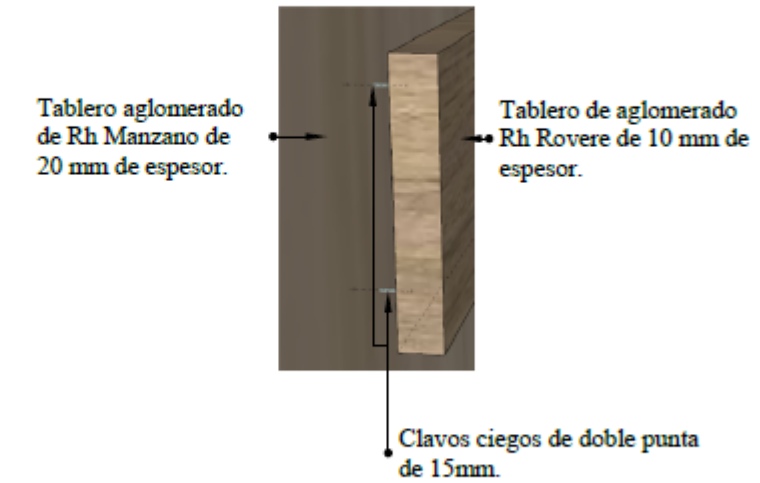 Tablero aglomerado
de Rh Manzano de
20 mm de espesor.
Tablero de aglomerado
Rh Rovere de 10 mm de
espesor.
Clavos ciegos de doble punta
de 15mm.